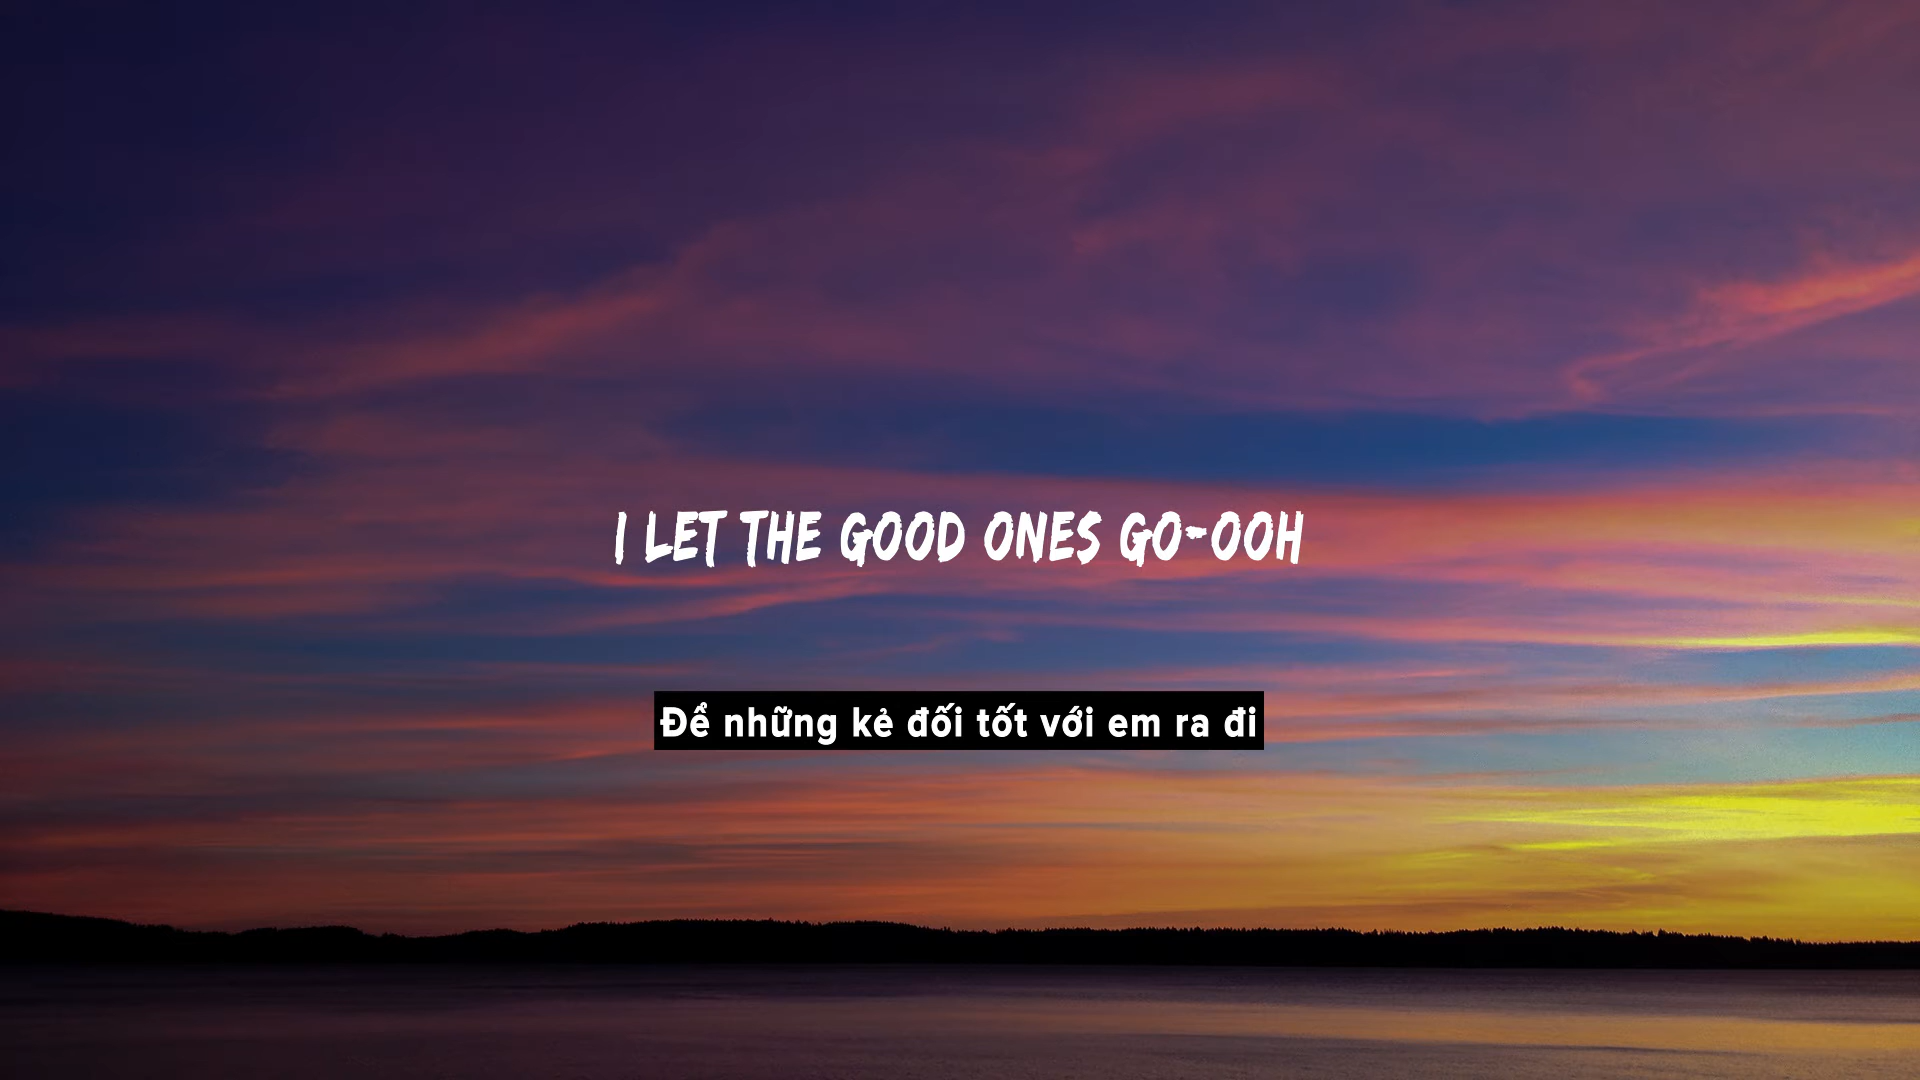 I LET THE GOOD ONES GO-OOH
Để những kẻ đối tốt với em ra đi